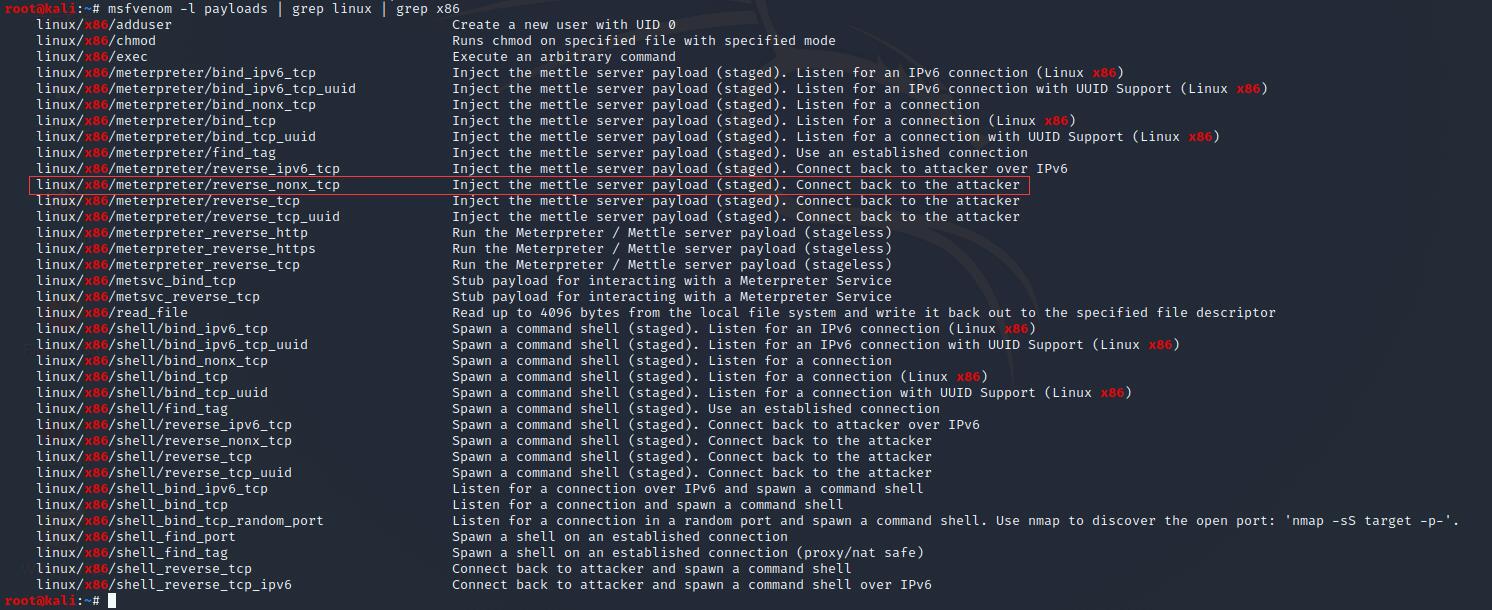 root@kali:~# msfvenom -l payloads | grep linux | grep x86
linux/x86/adduser Create a new user with UID 0
linux/x86/chmod Runs chmod on specified file with specified mode
linux/x86/exec Execute an arbitrary command
linux/x86/meterpreter/bind_ipv6_tcp Inject the mettle server payload (staged). Listen for an IPv6 connection (Linux x86)
linux/x86/meterpreter/bind_ipv6_tcp_uuid Inject the mettle server payload (staged). Listen for an IPv6 connection with UUID Support (Linux x86)
linux/x86/meterpreter/bind_nonx_tcp Inject the mettle server payload (staged). Listen for a connection
linux/x86/meterpreter/bind_tcp Inject the mettle server payload (staged). Listen for a connection (Linux x86)
linux/x86/meterpreter/bind_tcp_uuid Inject the mettle server payload (staged). Listen for a connection with UUID Support (Linux x86)
linux/x86/meterpreter/find_tag Inject the mettle server payload (staged). Use an established connection
linux/x86/meterpreter/reverse_ipv6_tcp Inject the mettle server payload (staged). Connect back to attacker over IPv6
linux/x86/meterpreter/reverse_nonx_tcp Inject the mettle server payload (staged). Connect back to the attacker
linux/x86/meterpreter/reverse_tcp Inject the mettle server payload (staged). Connect back to the attacker
linux/x86/meterpreter/reverse_tcp_uuid Inject the mettle server payload (staged). Connect back to the attacker
linux/x86/meterpreter_reverse_http Run the Meterpreter / Mettle server payload (stageless)
linux/x86/meterpreter_reverse_https Run the Meterpreter / Mettle server payload (stageless)
linux/x86/meterpreter_reverse_tcp Run the Meterpreter / Mettle server payload (stageless)
linux/x86/metsvc_bind_tcp Stub payload for interacting with a Meterpreter Service
linux/x86/metsvc_reverse_tcp Stub payload for interacting with a Meterpreter Service
linux/x86/read_file Read up to 4096 bytes from the local file system and write it back out to the specified file descriptor
linux/x86/shell/bind_ipv6_tcp Spawn a command shell (staged). Listen for an IPv6 connection (Linux x86)
linux/x86/shell/bind_ipv6_tcp_uuid Spawn a command shell (staged). Listen for an IPv6 connection with UUID Support (Linux x86)
linux/x86/shell/bind_nonx_tcp Spawn a command shell (staged). Listen for a connection
linux/x86/shell/bind_tcp Spawn a command shell (staged). Listen for a connection (Linux x86)
linux/x86/shell/bind_tcp_uuid Spawn a command shell (staged). Listen for a connection with UUID Support (Linux x86)
linux/x86/shell/find_tag Spawn a command shell (staged). Use an established connection
linux/x86/shell/reverse_ipv6_tcp Spawn a command shell (staged). Connect back to attacker over IPv6
linux/x86/shell/reverse_nonx_tcp Spawn a command shell (staged). Connect back to the attacker
linux/x86/shell/reverse_tcp Spawn a command shell (staged). Connect back to the attacker
linux/x86/shell/reverse_tcp_uuid Spawn a command shell (staged). Connect back to the attacker
linux/x86/shell_bind_ipv6_tcp Listen for a connection over IPv6 and spawn a command shell
linux/x86/shell_bind_tcp Listen for a connection and spawn a command shell
linux/x86/shell_bind_tcp_random_port Listen for a connection in a random port and spawn a command shell. Use nmap to discover the open port: 'nmap -sS target -p-'.
linux/x86/shell_find_port Spawn a shell on an established connection
linux/x86/shell_find_tag Spawn a shell on an established connection (proxy/nat safe)
linux/x86/shell_reverse_tcp Connect back to attacker and spawn a command shell
linux/x86/shell_reverse_tcp_ipv6 Connect back to attacker and spawn a command shell over IPv6
root@kali:~#